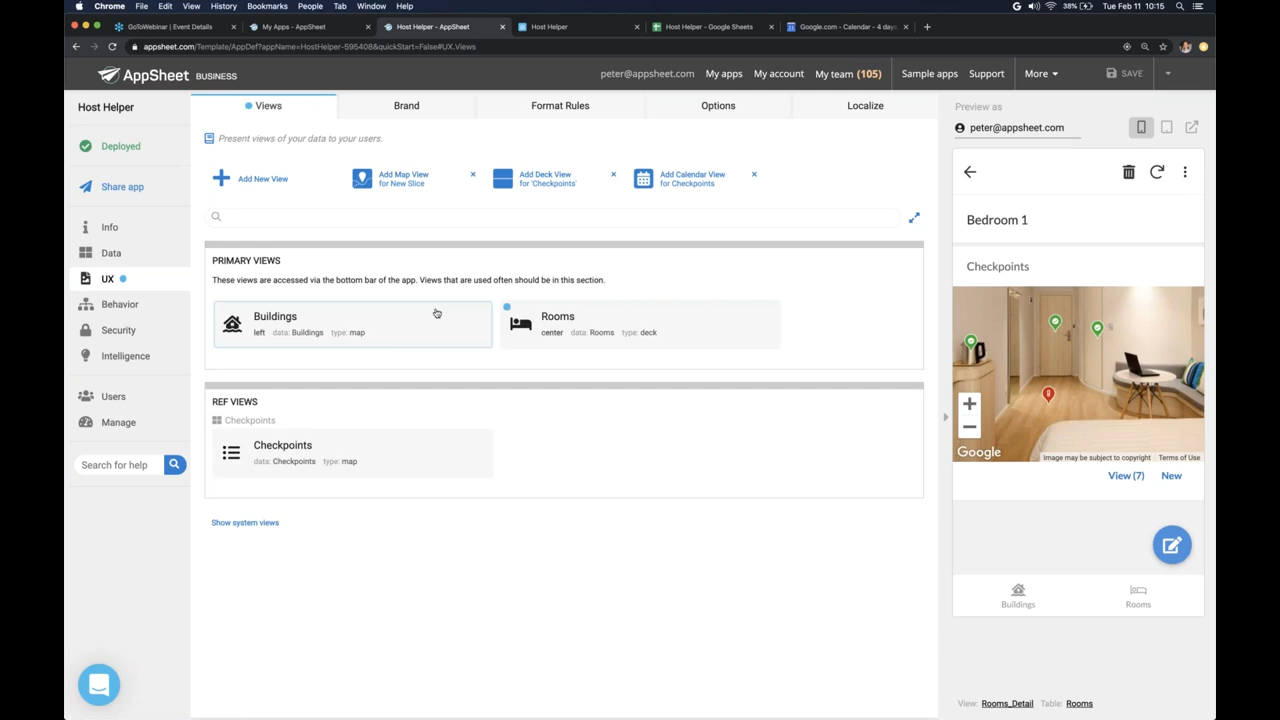 Chrome File Edit View History Bookmarks People Tab Window Help
38% Tue Feb 11 10:15
GoToWebinar | Event Details
My Apps - AppSheet
Host Helper - AppSheet
Host Helper
Host Helper - Google Sheets
Google.com - Calendar - 4 day
appsheet.com/Template/AppDef?appName=HostHelper-595408&quickStart=False#UX.Views
AppSheet BUSINESS
peter@appsheet.com My apps My account My team (105) Sample apps Support More SAVE
Host Helper
Deployed
Share app
Info
Data
UX
Behavior
Security
Intelligence
Users
Manage
Search for help
Views Brand Format Rules Options Localize
Present views of your data to your users.
Add New View
Add Map View
for New Slice
Add Deck View
for 'Checkpoints'
Add Calendar View
for Checkpoints
PRIMARY VIEWS
These views are accessed via the bottom bar of the app. Views that are used often should be in this section.
Buildings
left data: Buildings type: map
Rooms
center data: Rooms type: deck
REF VIEWS
Checkpoints
Checkpoints
data: Checkpoints type: map
Show system views
Preview as
peter@appsheet.com
Bedroom 1
Checkpoints
Google
Image may be subject to copyright Terms of Use
View (7) New
Buildings Rooms
View: Rooms_Detail Table: Rooms